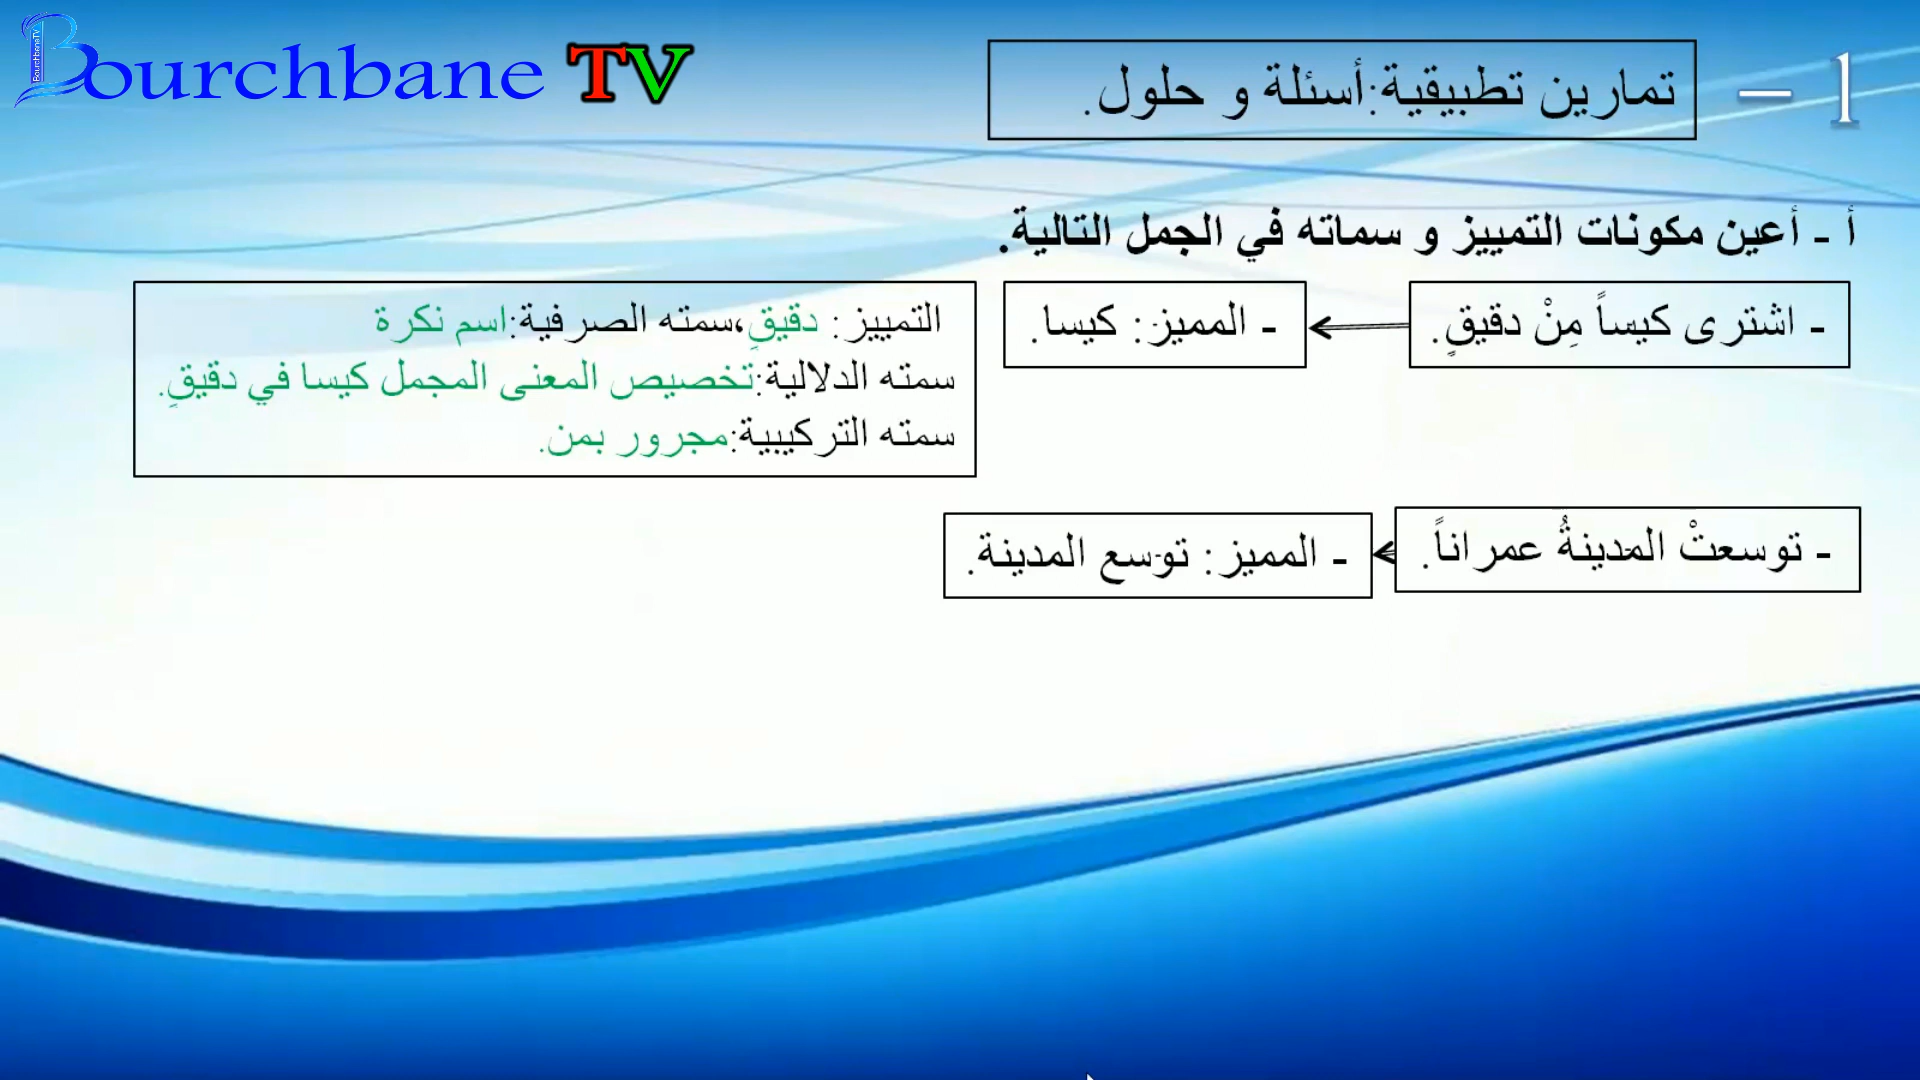 Bourchbane TV
BourchbaneTV
1 –
تمارين تطبيقية:أسئلة و حلول.
أ - أعين مكونات التمييز و سماته في الجمل التالية.
- اشترى كيساً مِنْ دقيقٍ.
- المميز: كيسا.
التمييز: دقيقِ،سمته الصرفية:اسم نكرة
سمته الدلالية:تخصيص المعنى المجمل كيسا في دقيقِ.
سمته التركيبية:مجرور بمن.
- توسعتْ المدينةُ عمراناً.
- المميز: توسع المدينة.